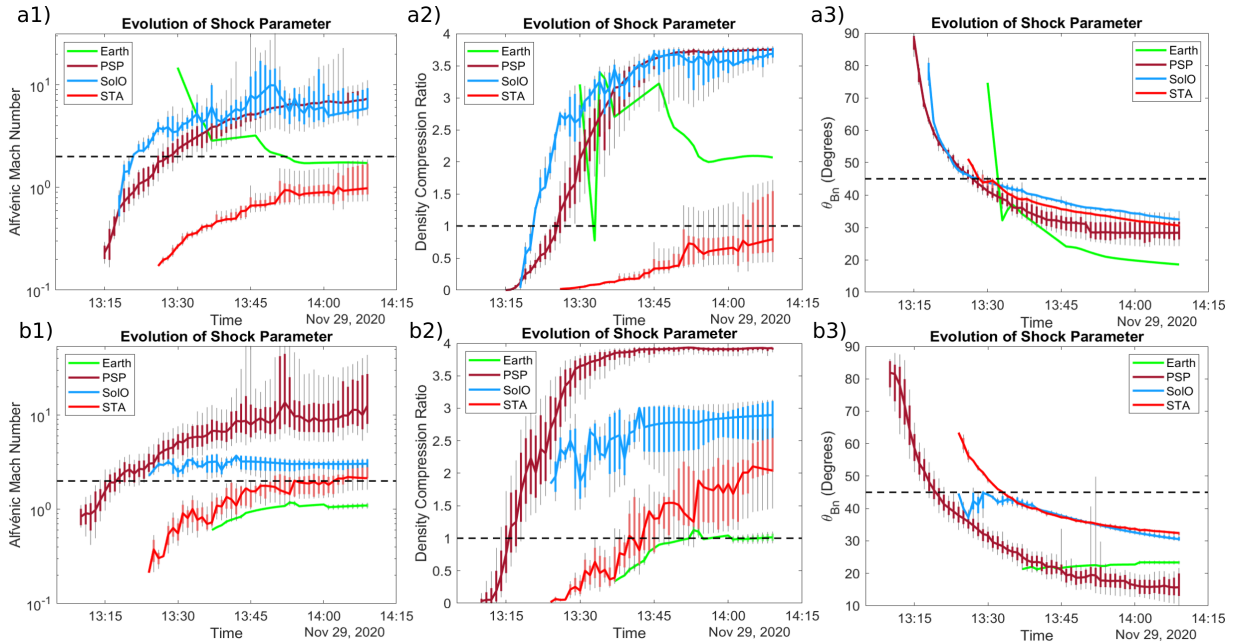 a1)
Evolution of Shock Parameter
Alfvénic Mach Number
10^1
10^0
10^-1
Earth
PSP
SolO
STA
13:15 13:30 13:45 14:00 14:15
Time
Nov 29, 2020
a2)
Evolution of Shock Parameter
Density Compression Ratio
4
3.5
3
2.5
2
1.5
1
0.5
0
Earth
PSP
SolO
STA
13:15 13:30 13:45 14:00 14:15
Time
Nov 29, 2020
a3)
Evolution of Shock Parameter
θBn (Degrees)
90
80
70
60
50
40
30
20
10
Earth
PSP
SolO
STA
13:15 13:30 13:45 14:00 14:15
Time
Nov 29, 2020
b1)
Evolution of Shock Parameter
Alfvénic Mach Number
10^1
10^0
10^-1
Earth
PSP
SolO
STA
13:15 13:30 13:45 14:00 14:15
Time
Nov 29, 2020
b2)
Evolution of Shock Parameter
Density Compression Ratio
4
3.5
3
2.5
2
1.5
1
0.5
0
Earth
PSP
SolO
STA
13:15 13:30 13:45 14:00 14:15
Time
Nov 29, 2020
b3)
Evolution of Shock Parameter
θBn (Degrees)
90
80
70
60
50
40
30
20
10
Earth
PSP
SolO
STA
13:15 13:30 13:45 14:00 14:15
Time
Nov 29, 2020